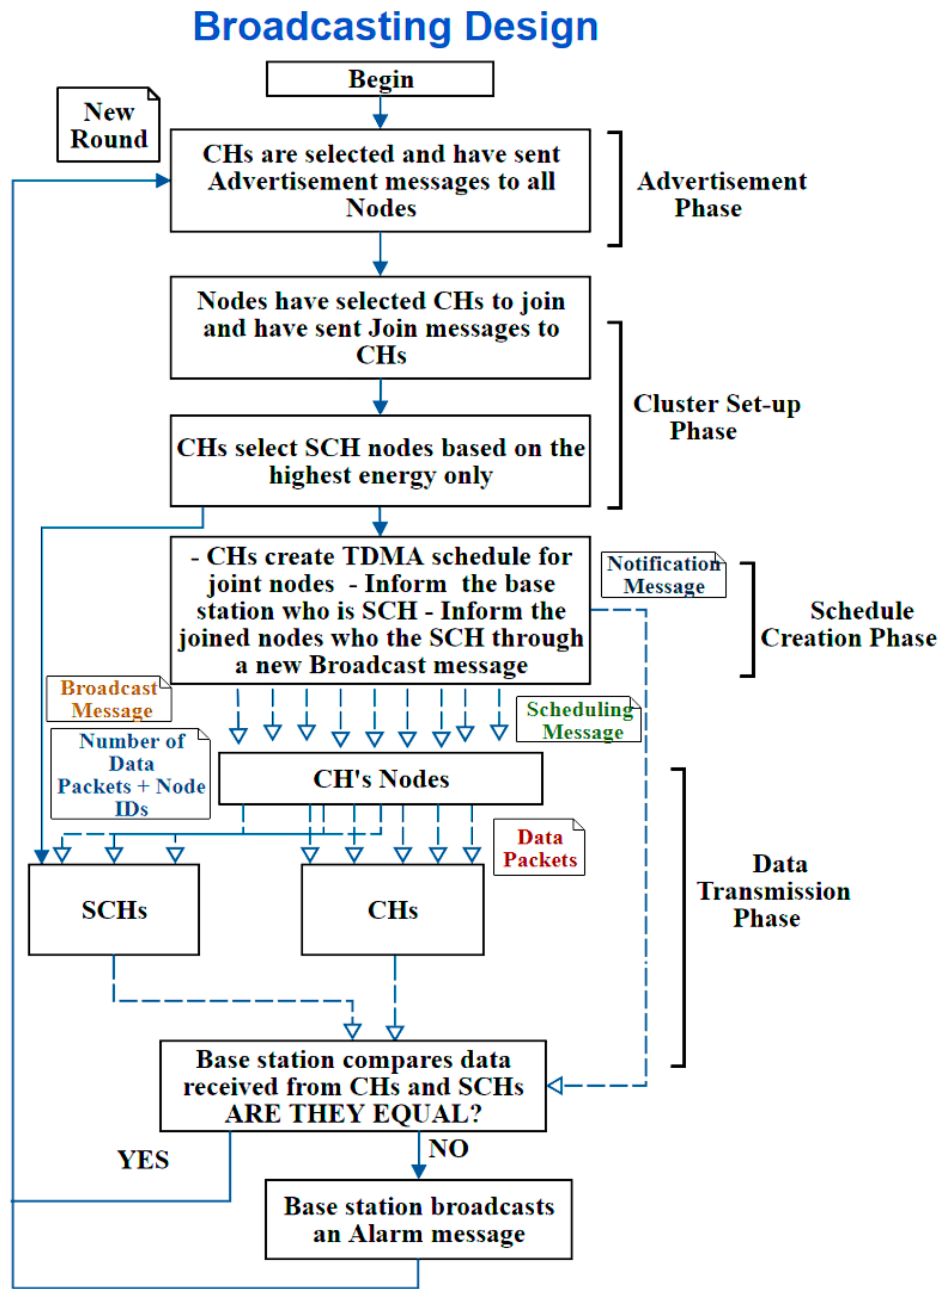 Broadcasting Design
Begin
New
Round
CHs are selected and have sent
Advertisement messages to all
Nodes
Advertisement
Phase
Nodes have selected CHs to join
and have sent Join messages to
CHs
Cluster Set-up
Phase
CHs select SCH nodes based on the
highest energy only
- CHs create TDMA schedule for
joint nodes - Inform the base
station who is SCH - Inform the
joined nodes who the SCH through
a new Broadcast message
Notification
Message
Schedule
Creation Phase
Broadcast
Message
Scheduling
Message
Number of
Data
Packets + Node
IDs
CH's Nodes
Data
Packets
SCHs
CHs
Data
Transmission
Phase
Base station compares data
received from CHs and SCHs
ARE THEY EQUAL?
YES
NO
Base station broadcasts
an Alarm message